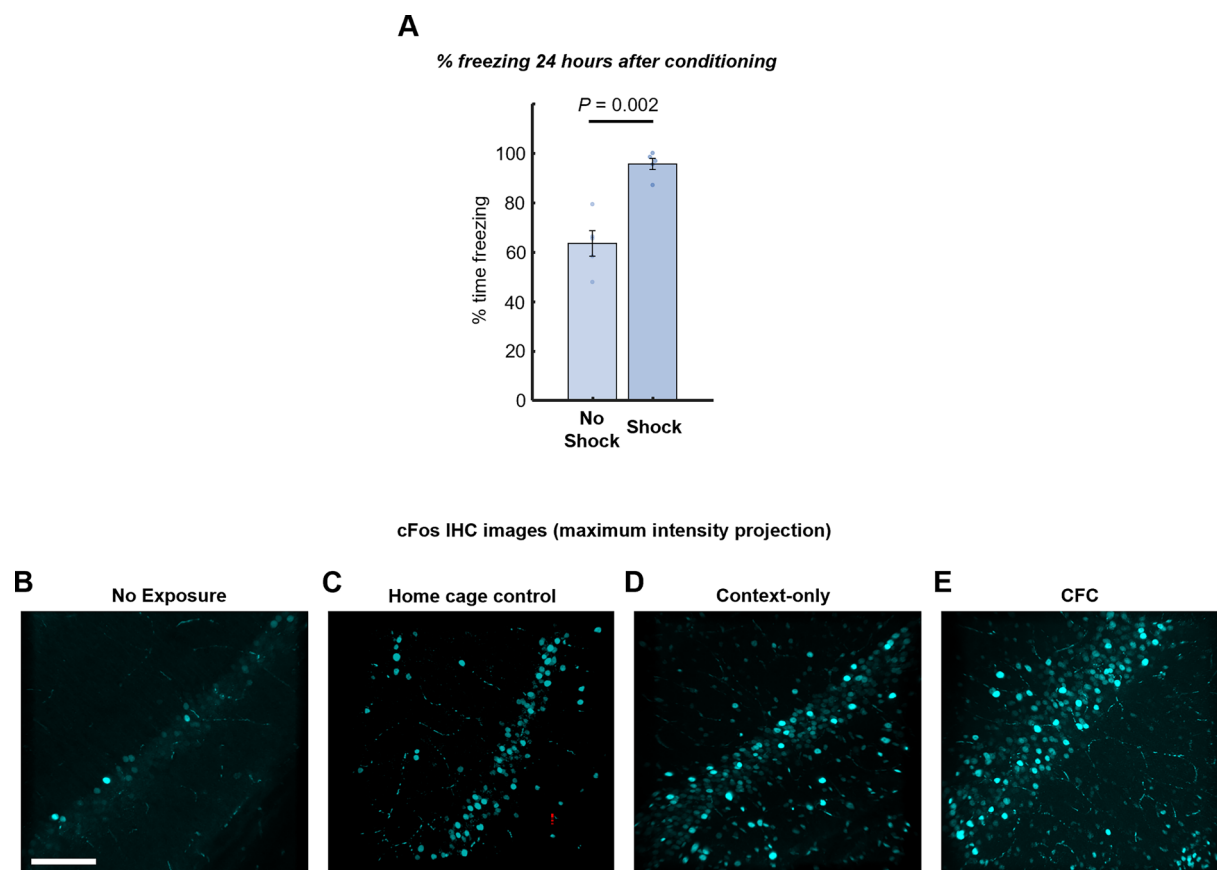 A
% freezing 24 hours after conditioning
P = 0.002
100
80
60
40
20
0
% time freezing
No
Shock
Shock
cFos IHC images (maximum intensity projection)
B
No Exposure
C
Home cage control
D
Context-only
E
CFC